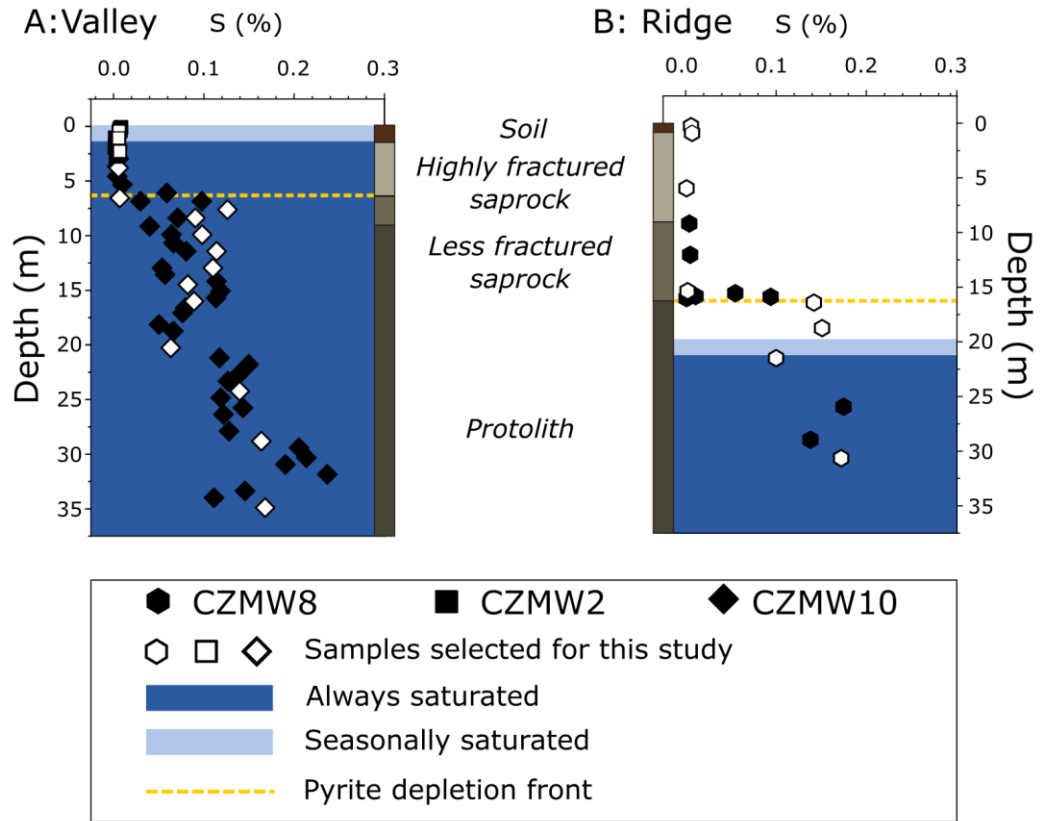 A:Valley S (%)
B: Ridge S (%)
0.0 0.1 0.2 0.3
0.0 0.1 0.2 0.3
0
5
10
15
20
25
30
35
Depth (m)
Soil
Highly fractured
saprock
Less fractured
saprock
Protolith
0
5
10
15
20
25
30
35
Depth (m)
CZMW8 CZMW2 CZMW10
Samples selected for this study
Always saturated
Seasonally saturated
Pyrite depletion front